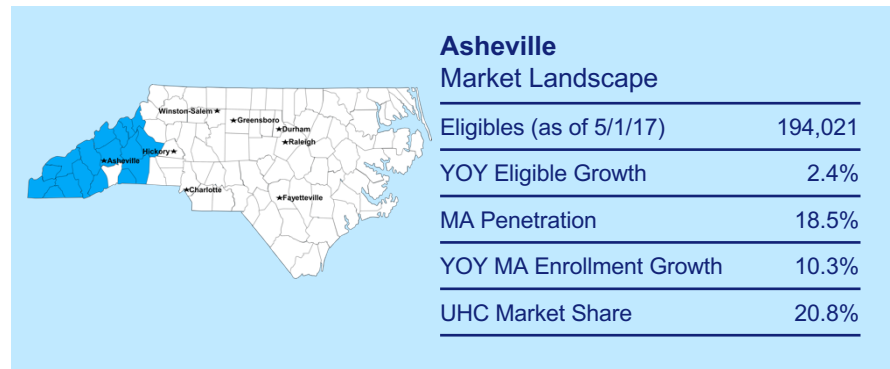 Asheville
Market Landscape
Eligibles (as of 5/1/17) 194,021
YOY Eligible Growth 2.4%
MA Penetration 18.5%
YOY MA Enrollment Growth 10.3%
UHC Market Share 20.8%
Winston-Salem★
★Greensboro
★Durham
★Raleigh
Hickory★
★Asheville
★Charlotte
★Fayetteville